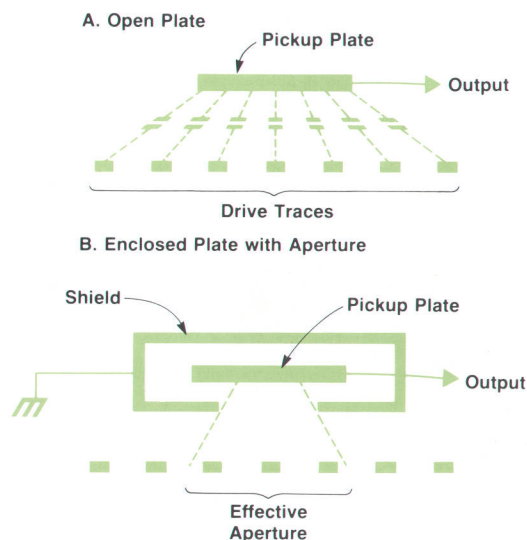 A. Open Plate
Pickup Plate
Output
Drive Traces
B. Enclosed Plate with Aperture
Shield
Pickup Plate
Output
Effective
Aperture